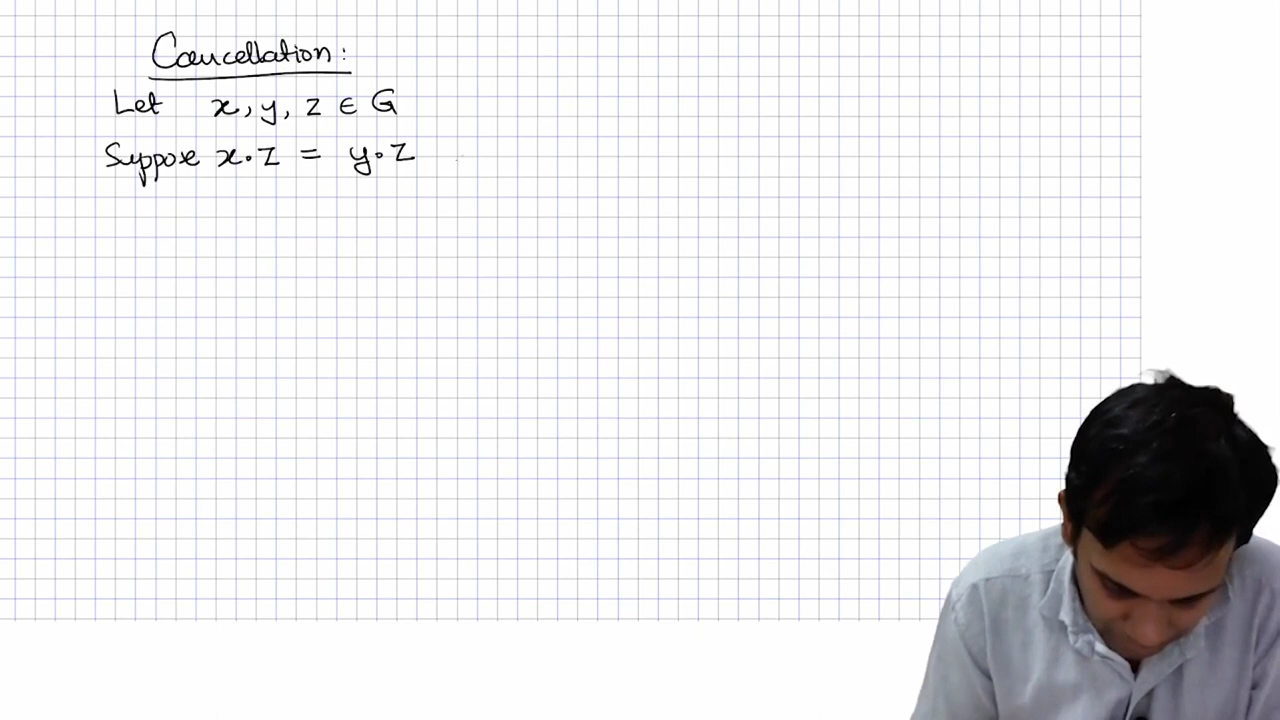 Cancellation:
Let x, y, z ∈ G
Suppose x·z = y·z